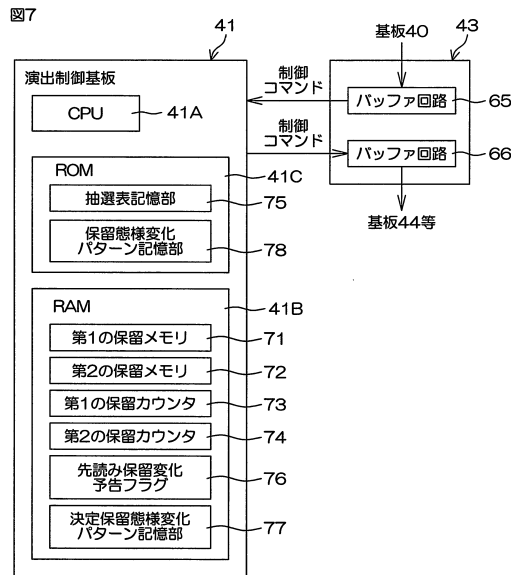 図7
41
演出制御基板
CPU
41A
ROM
41C
抽選表記憶部
75
保留態様変化
パターン記憶部
78
RAM
41B
第1の保留メモリ
71
第2の保留メモリ
72
第1の保留カウンタ
73
第2の保留カウンタ
74
先読み保留変化
予告フラグ
76
決定保留態様変化
パターン記憶部
77
制御
コマンド
制御
コマンド
基板40
43
バッファ回路
65
バッファ回路
66
基板44等